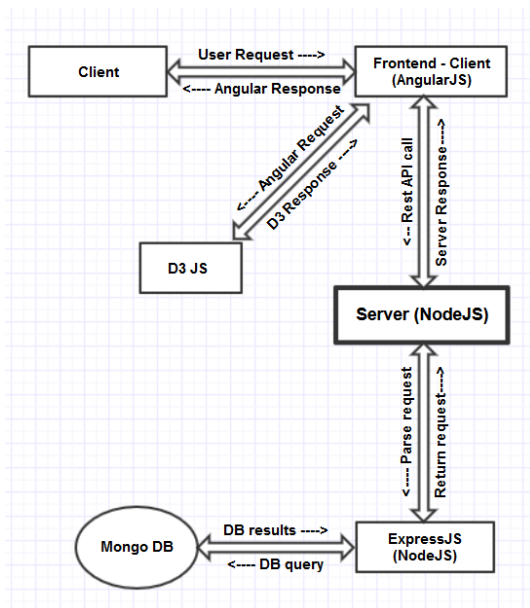 User Request ---->
Client
<---- Angular Response
Frontend - Client
(AngularJS)
<---- Angular Request
D3 Response ---->
<-- Rest API call
Server Response---->
D3 JS
Server (NodeJS)
<---- Parse request
Return request---->
Mongo DB
DB results ---->
<---- DB query
ExpressJS
(NodeJS)